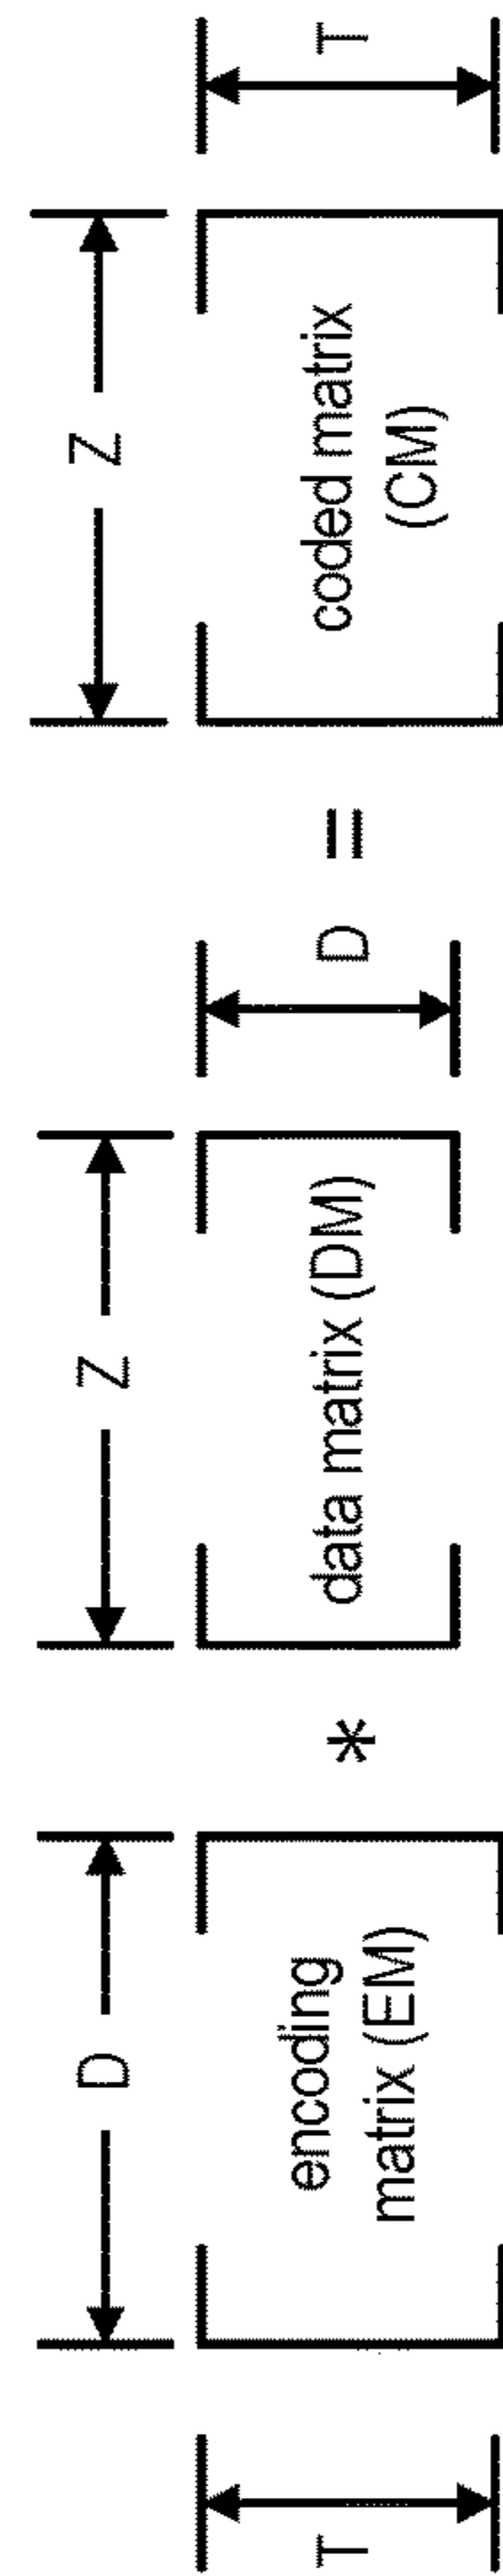 T
D
encoding
matrix (EM)
*
Z
data matrix (DM)
D
=
Z
coded matrix
(CM)
T